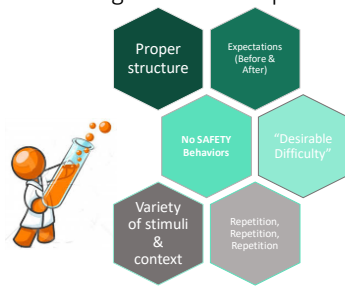 Proper
structure
Expectations
(Before &
After)
No SAFETY
Behaviors
"Desirable
Difficulty"
Variety
of stimuli
&
context
Repetition,
Repetition,
Repetition